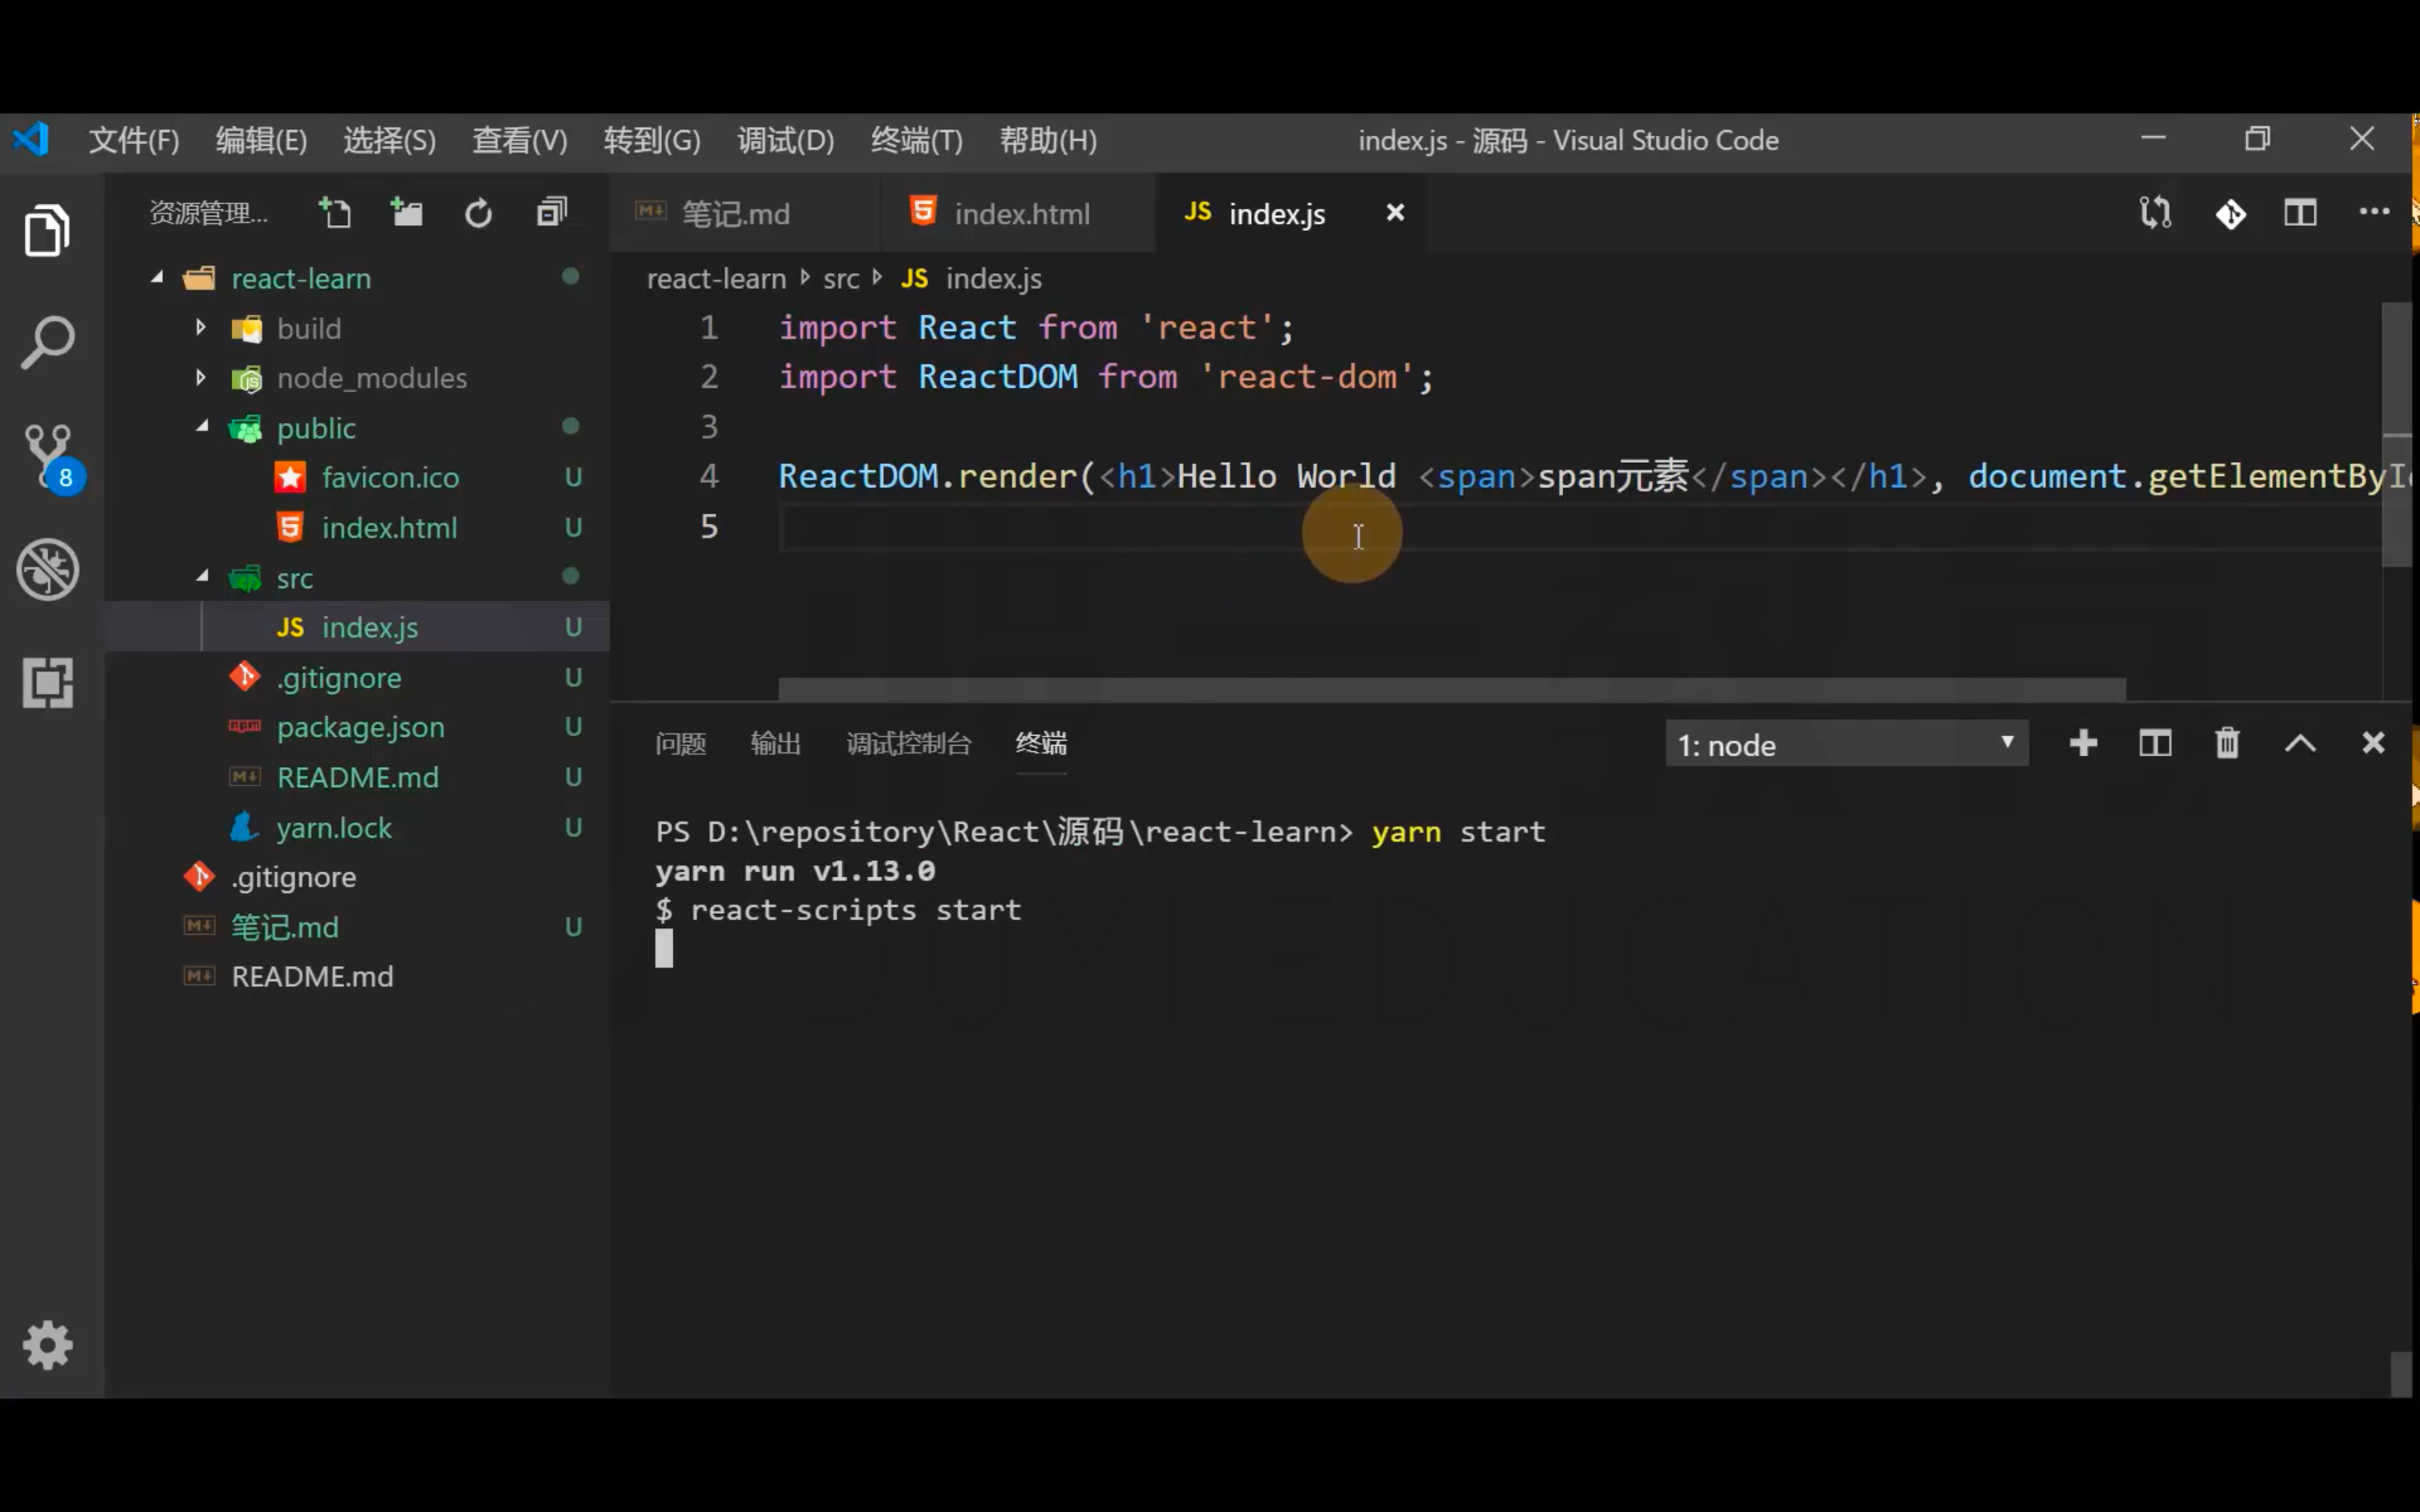 文件(F) 编辑(E) 选择(S) 查看(V) 转到(G) 调试(D) 终端(T) 帮助(H) index.js - 源码 - Visual Studio Code
资源管理... 笔记.md index.html JS index.js
react-learn react-learn src JS index.js
1 import React from 'react';
build
2 import ReactDOM from 'react-dom';
node_modules
3
public
4 ReactDOM.render(<h1>Hello World <span>span元素</span></h1>, document.getElementById
favicon.ico U
8
5
index.html U
src
JS index.js U
.gitignore U
package.json U
README.md U
yarn.lock U
.gitignore
笔记.md U
README.md
问题 输出 调试控制台 终端 1: node
PS D:\repository\React\源码\react-learn> yarn start
yarn run v1.13.0
$ react-scripts start
DUYI EDUCATION